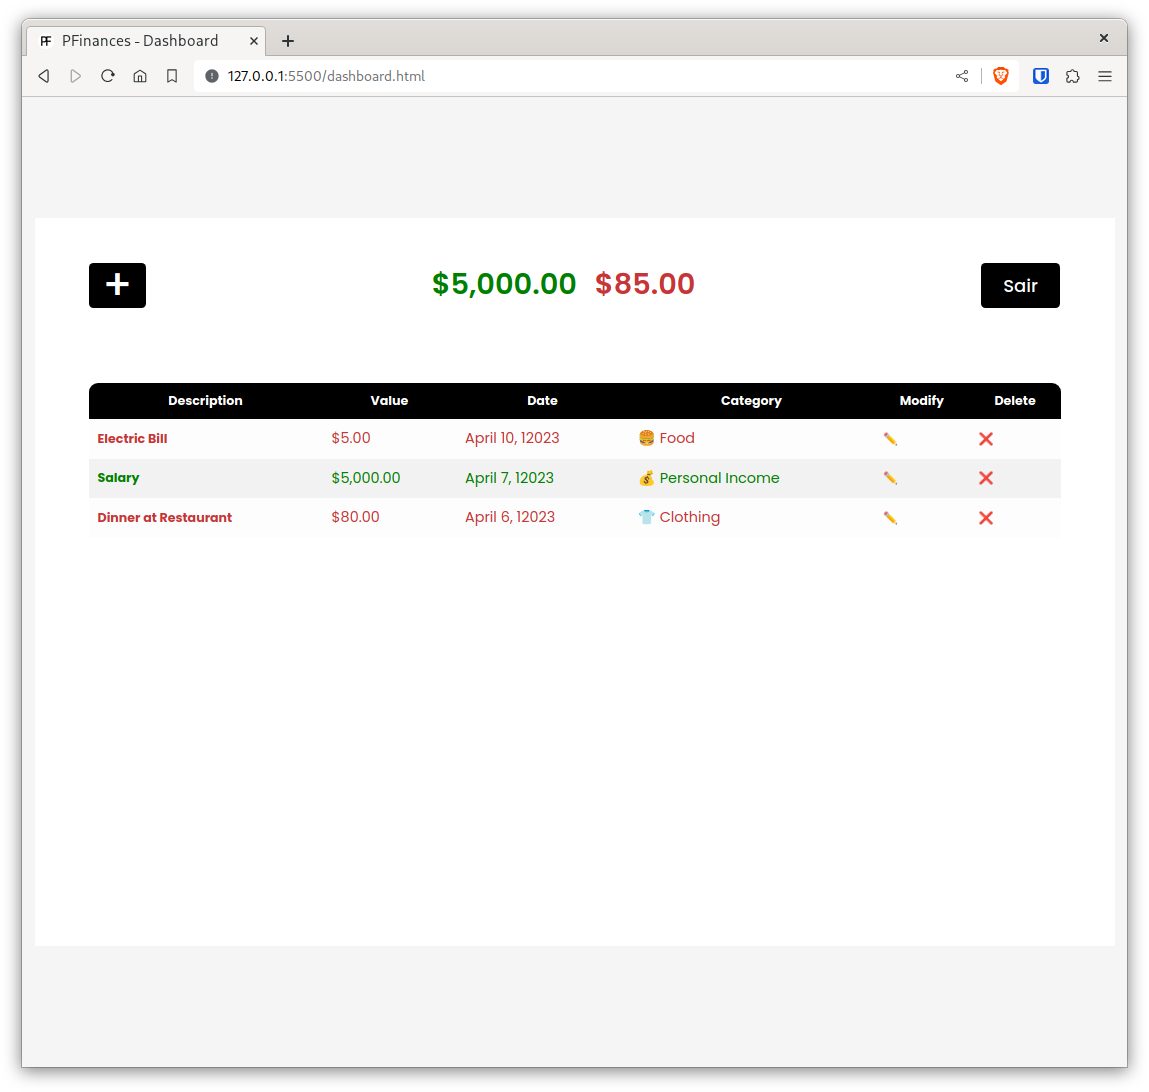 PF PFinances - Dashboard
127.0.0.1:5500/dashboard.html
+ $5,000.00 $85.00 Sair
Description Value Date Category Modify Delete
Electric Bill $5.00 April 10, 12023 🍔 Food ✏️ ❌
Salary $5,000.00 April 7, 12023 💰 Personal Income ✏️ ❌
Dinner at Restaurant $80.00 April 6, 12023 👕 Clothing ✏️ ❌